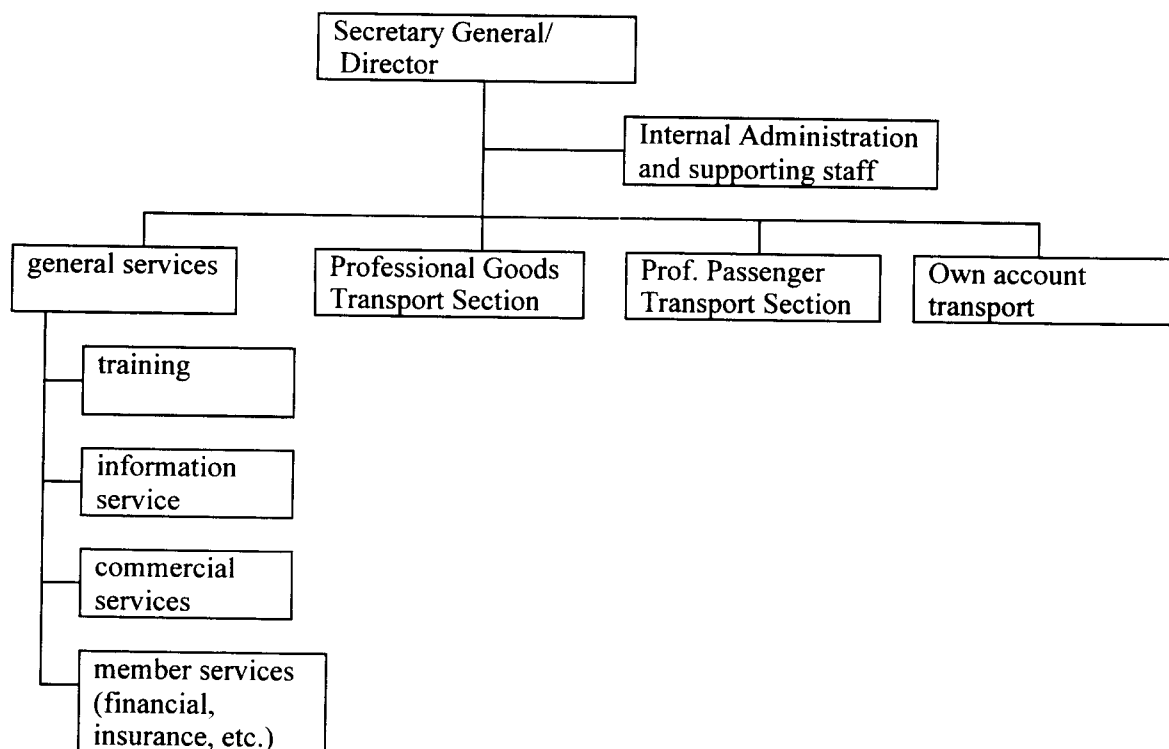 Secretary General/
Director
Internal Administration
and supporting staff
general services
Professional Goods
Transport Section
Prof. Passenger
Transport Section
Own account
transport
training
information
service
commercial
services
member services
(financial,
insurance, etc.)